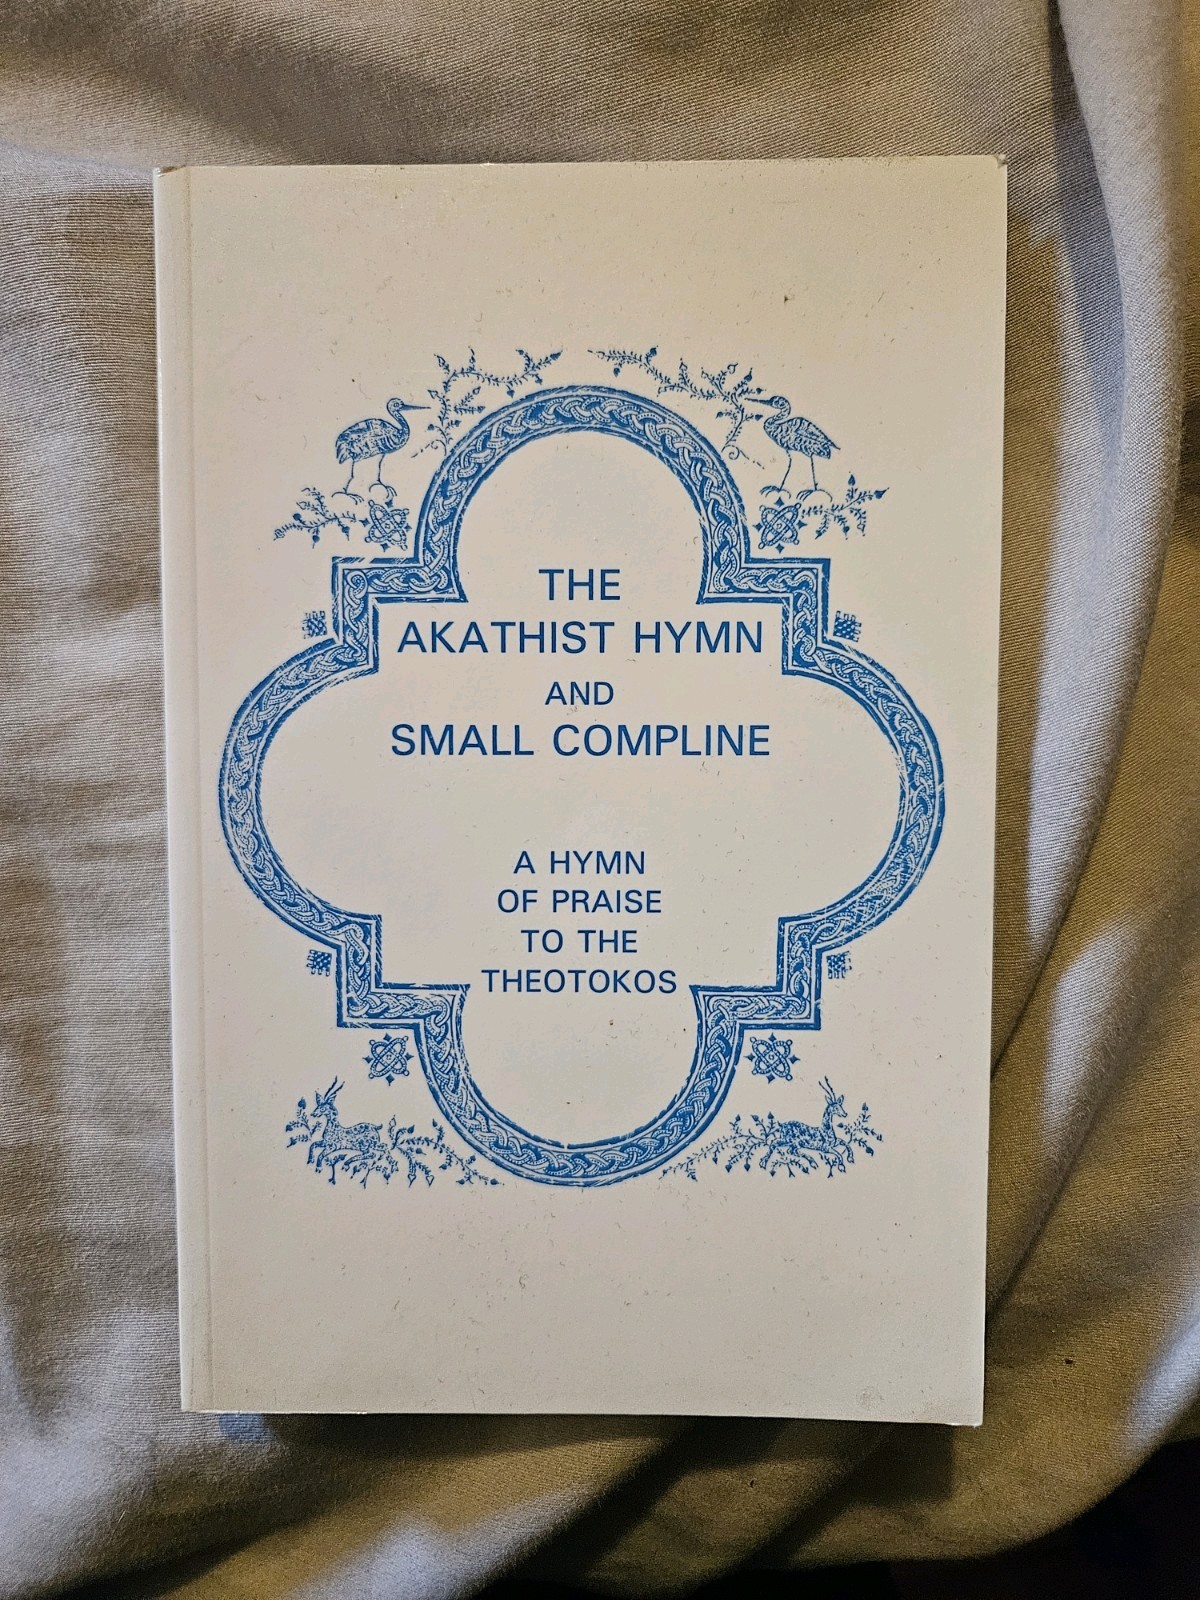 THE
AKATHIST HYMN
AND
SMALL COMPLINE
A HYMN
OF PRAISE
TO THE
THEOTOKOS